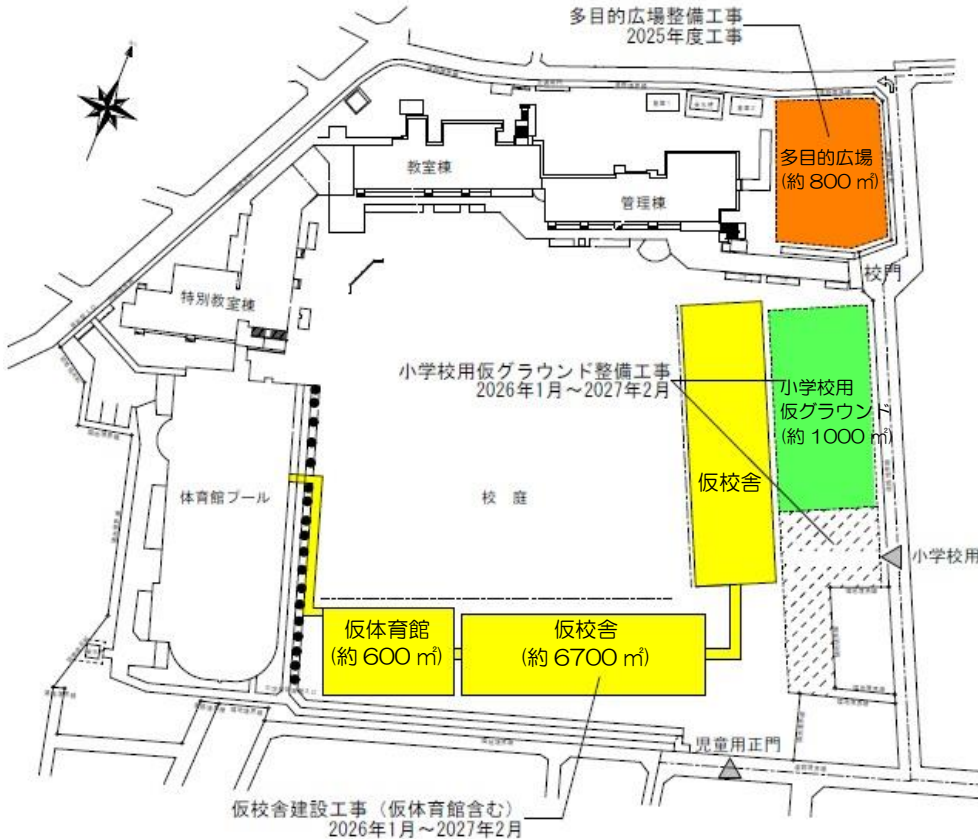 多目的広場整備工事
2025年度工事
多目的広場
(約 800 ㎡)
教室棟
管理棟
校門
特別教室棟
小学校用仮グラウンド整備工事
2026年1月～2027年2月
小学校用
仮グラウンド
(約 1000 ㎡)
仮校舎
体育館プール
校 庭
小学校用
仮体育館
(約 600 ㎡)
仮校舎
(約 6700 ㎡)
児童用正門
仮校舎建設工事（仮体育館含む）
2026年1月～2027年2月